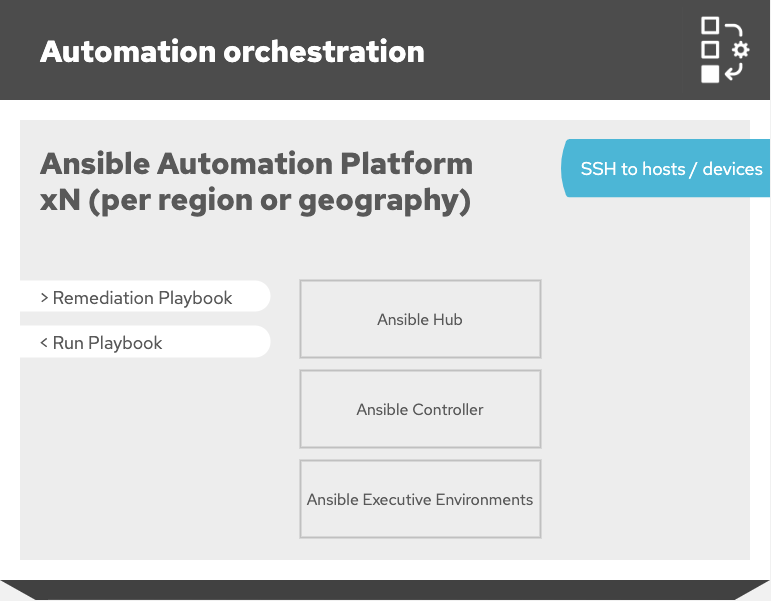 Automation orchestration
Ansible Automation Platform
xN (per region or geography)
SSH to hosts / devices
> Remediation Playbook
< Run Playbook
Ansible Hub
Ansible Controller
Ansible Executive Environments